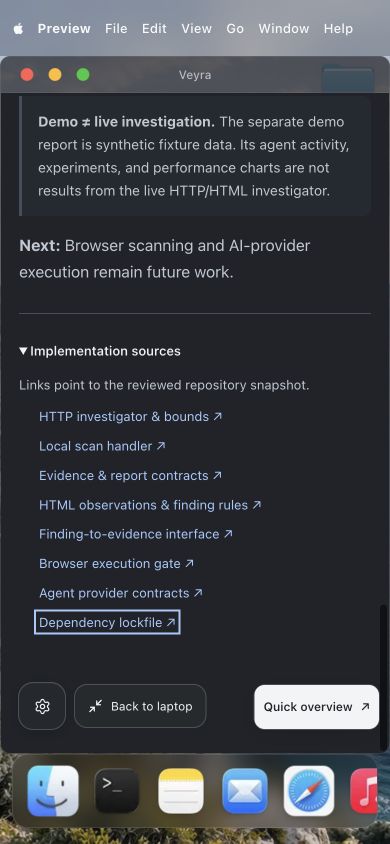 Preview File Edit View Go Window Help
Veyra
Demo ≠ live investigation. The separate demo
report is synthetic fixture data. Its agent activity,
experiments, and performance charts are not
results from the live HTTP/HTML investigator.
Next: Browser scanning and AI-provider
execution remain future work.
▼ Implementation sources
Links point to the reviewed repository snapshot.
HTTP investigator & bounds ↗
Local scan handler ↗
Evidence & report contracts ↗
HTML observations & finding rules ↗
Finding-to-evidence interface ↗
Browser execution gate ↗
Agent provider contracts ↗
Dependency lockfile ↗
Back to laptop
Quick overview ↗
>_